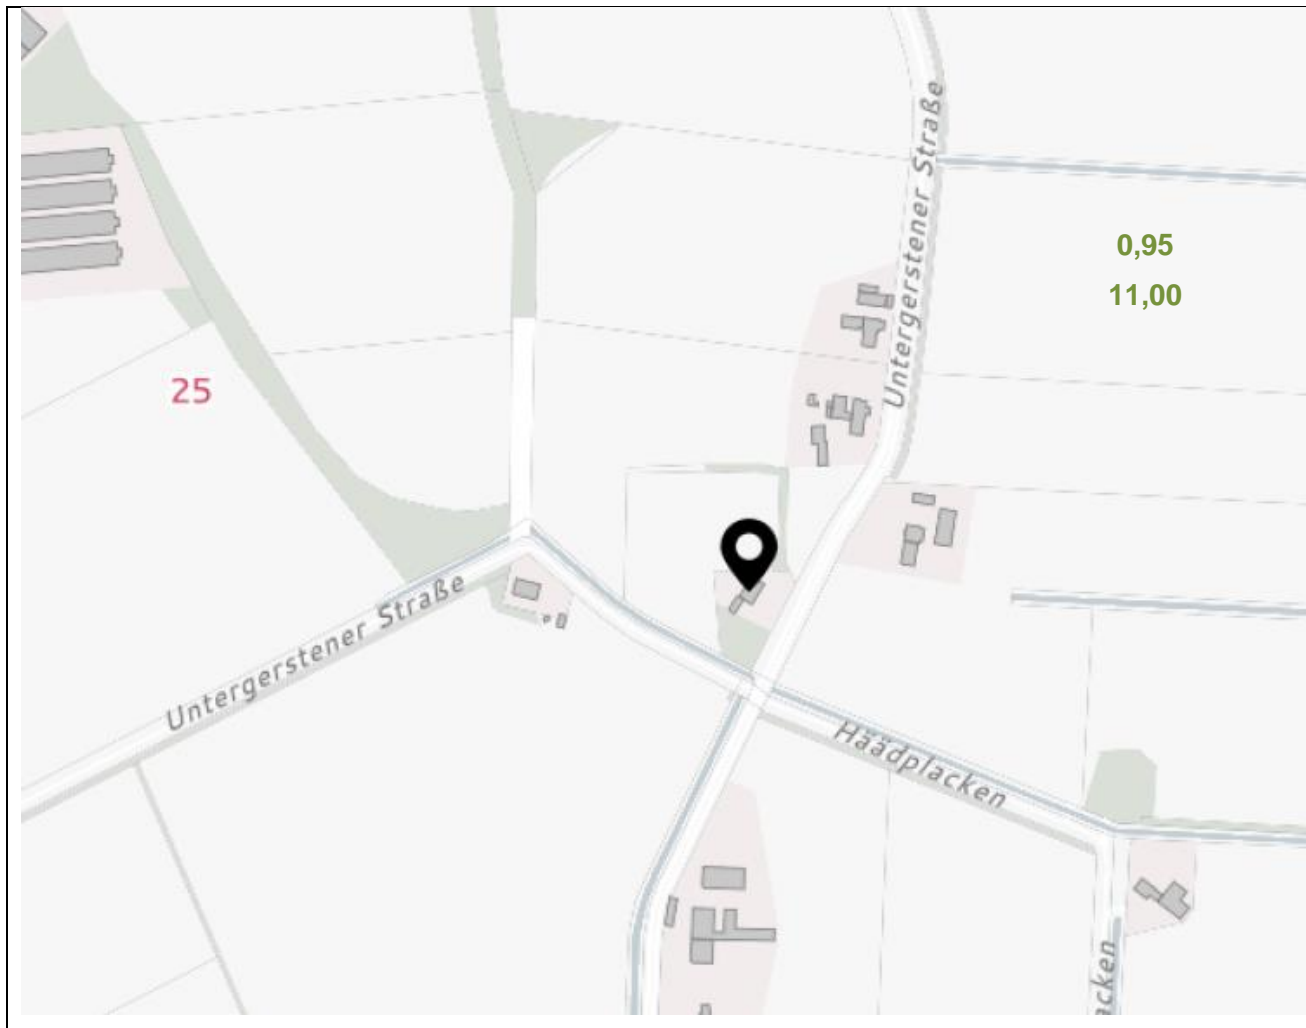 Untergerstener Straße
0,95
11,00
25
Untergerstener Straße
Häädplacken
acken